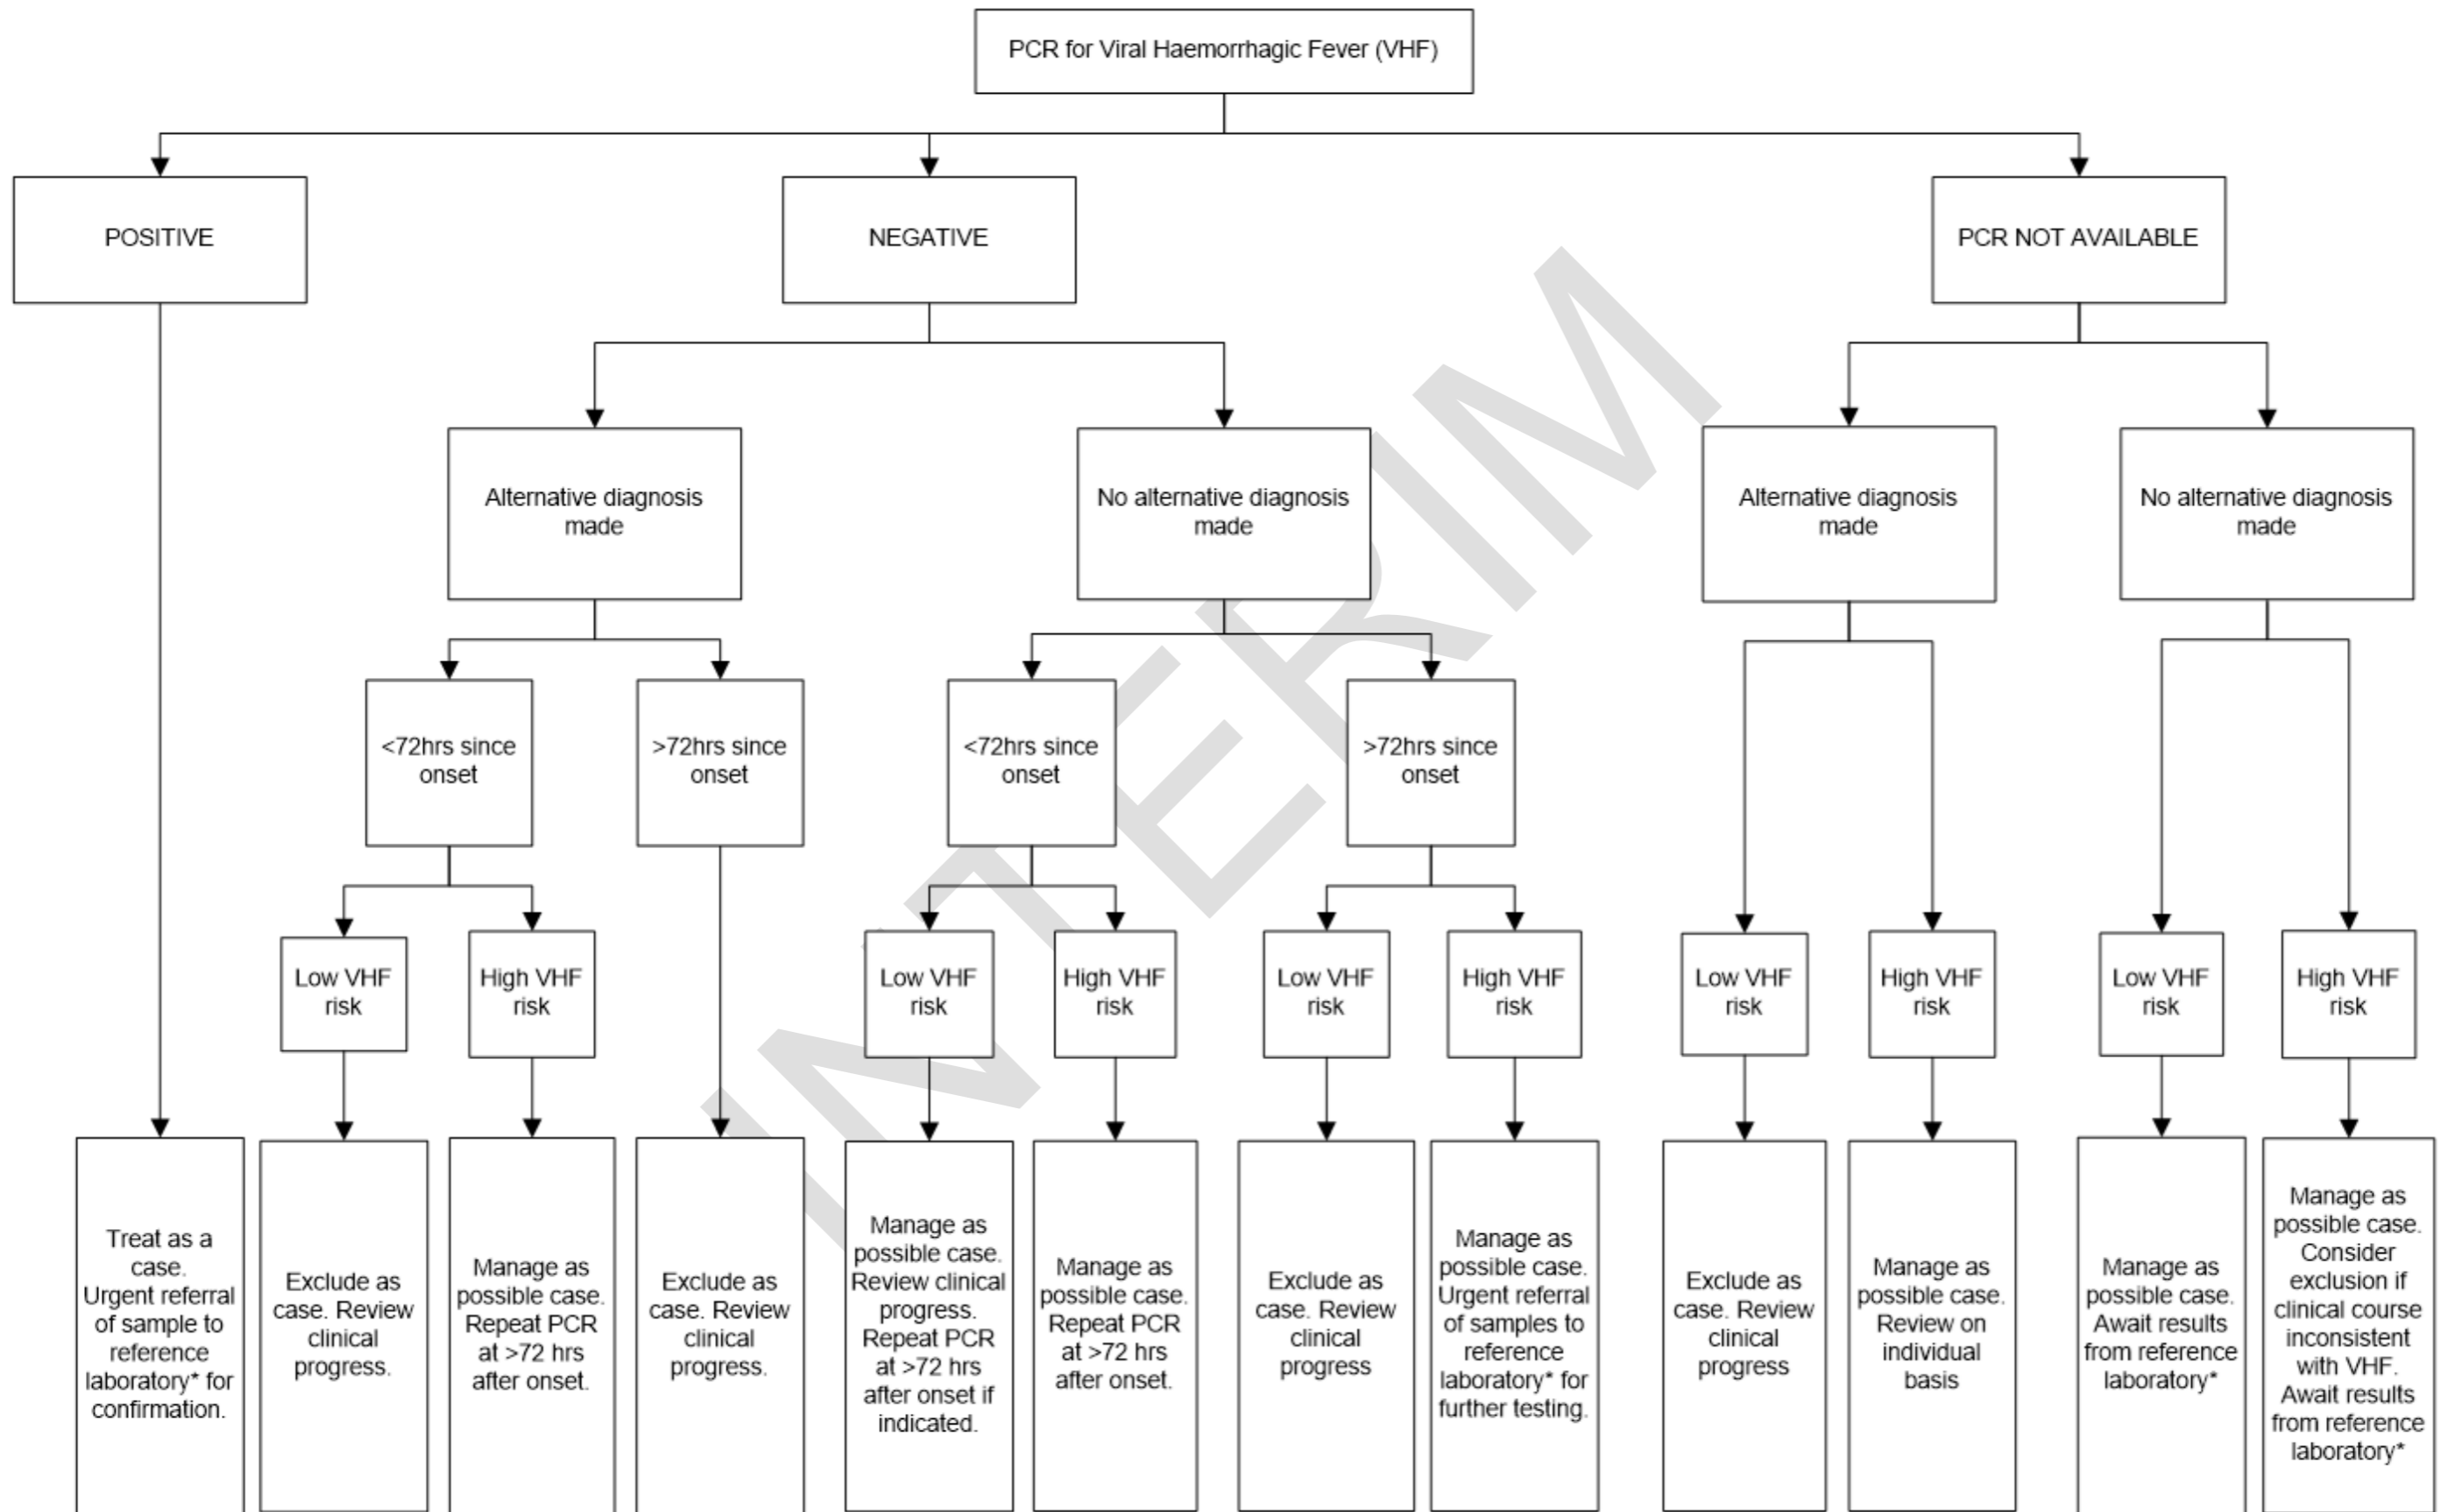 PCR for Viral Haemorrhagic Fever (VHF)
POSITIVE
NEGATIVE
PCR NOT AVAILABLE
Alternative diagnosis
made
No alternative diagnosis
made
Alternative diagnosis
made
No alternative diagnosis
made
<72hrs since
onset
>72hrs since
onset
<72hrs since
onset
>72hrs since
onset
Low VHF
risk
High VHF
risk
Low VHF
risk
High VHF
risk
Low VHF
risk
High VHF
risk
Low VHF
risk
High VHF
risk
Low VHF
risk
High VHF
risk
Treat as a
case.
Urgent referral
of sample to
reference
laboratory* for
confirmation.
Exclude as
case. Review
clinical
progress.
Manage as
possible case.
Repeat PCR
at >72 hrs
after onset.
Exclude as
case. Review
clinical
progress.
Manage as
possible case.
Review clinical
progress.
Repeat PCR
at >72 hrs
after onset if
indicated.
Manage as
possible case.
Repeat PCR
at >72 hrs
after onset.
Exclude as
case. Review
clinical
progress
Manage as
possible case.
Urgent referral
of samples to
reference
laboratory* for
further testing.
Exclude as
case. Review
clinical
progress
Manage as
possible case.
Review on
individual
basis
Manage as
possible case.
Await results
from reference
laboratory*
Manage as
possible case.
Consider
exclusion if
clinical course
inconsistent
with VHF.
Await results
from reference
laboratory*
INTERIM